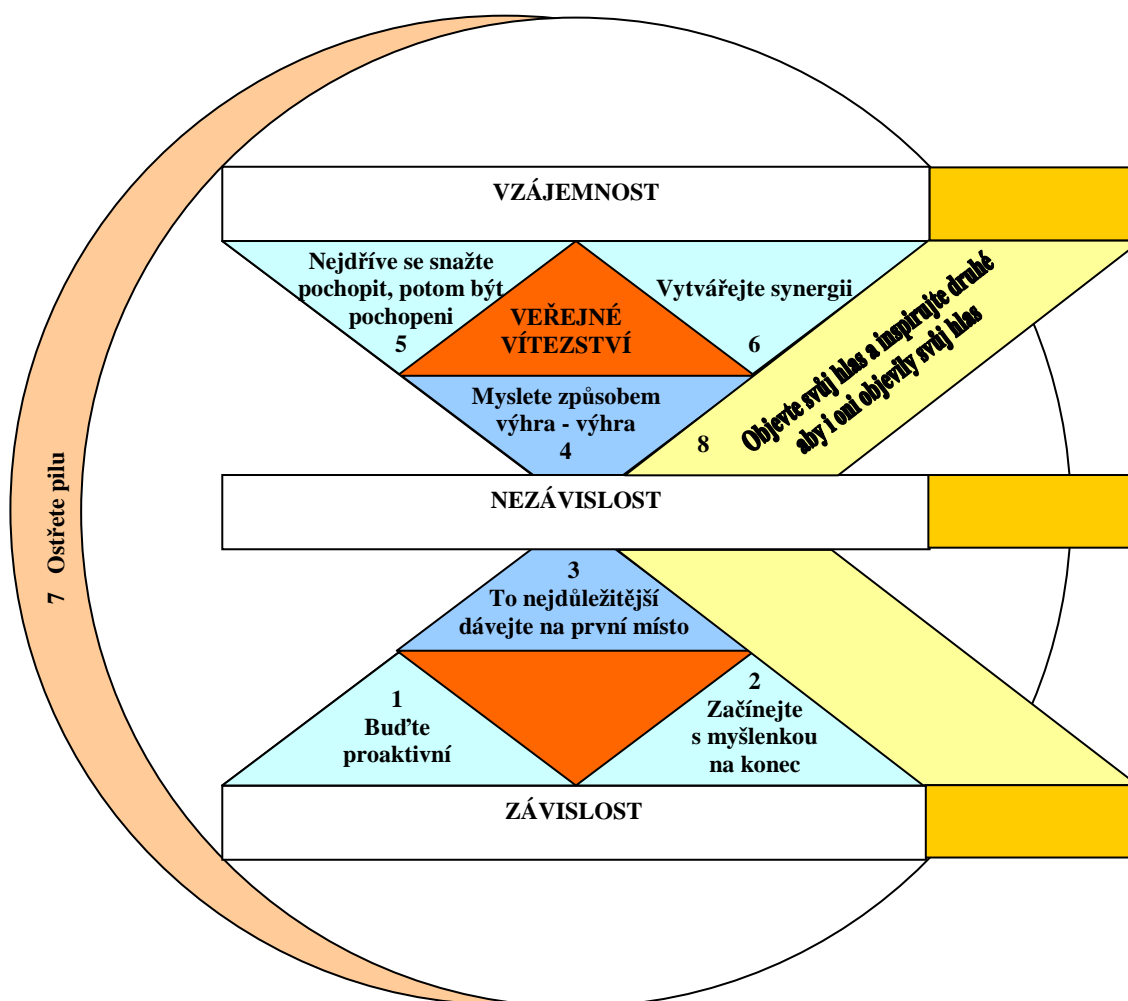 VZÁJEMNOST
Nejdříve se snažte
pochopit, potom být
pochopeni
5
VEŘEJNÉ
VÍTEZSTVÍ
Vytvářejte synergii
6
Myslete způsobem
výhra - výhra
4
8
Objevte svůj hlas a inspirujte druhé
aby i oni objevily svůj hlas
7 Ostřete pilu
NEZÁVISLOST
3
To nejdůležitější
dávejte na první místo
1
Buďte
proaktivní
2
Začínejte
s myšlenkou
na konec
ZÁVISLOST